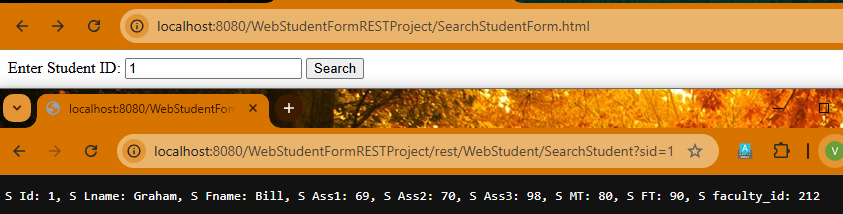 localhost:8080/WebStudentFormRESTProject/SearchStudentForm.html
Enter Student ID: 1 Search
localhost:8080/WebStudentForm
localhost:8080/WebStudentFormRESTProject/rest/WebStudent/SearchStudent?sid=1
V
S Id: 1, S Lname: Graham, S Fname: Bill, S Ass1: 69, S Ass2: 70, S Ass3: 98, S MT: 80, S FT: 90, S faculty_id: 212